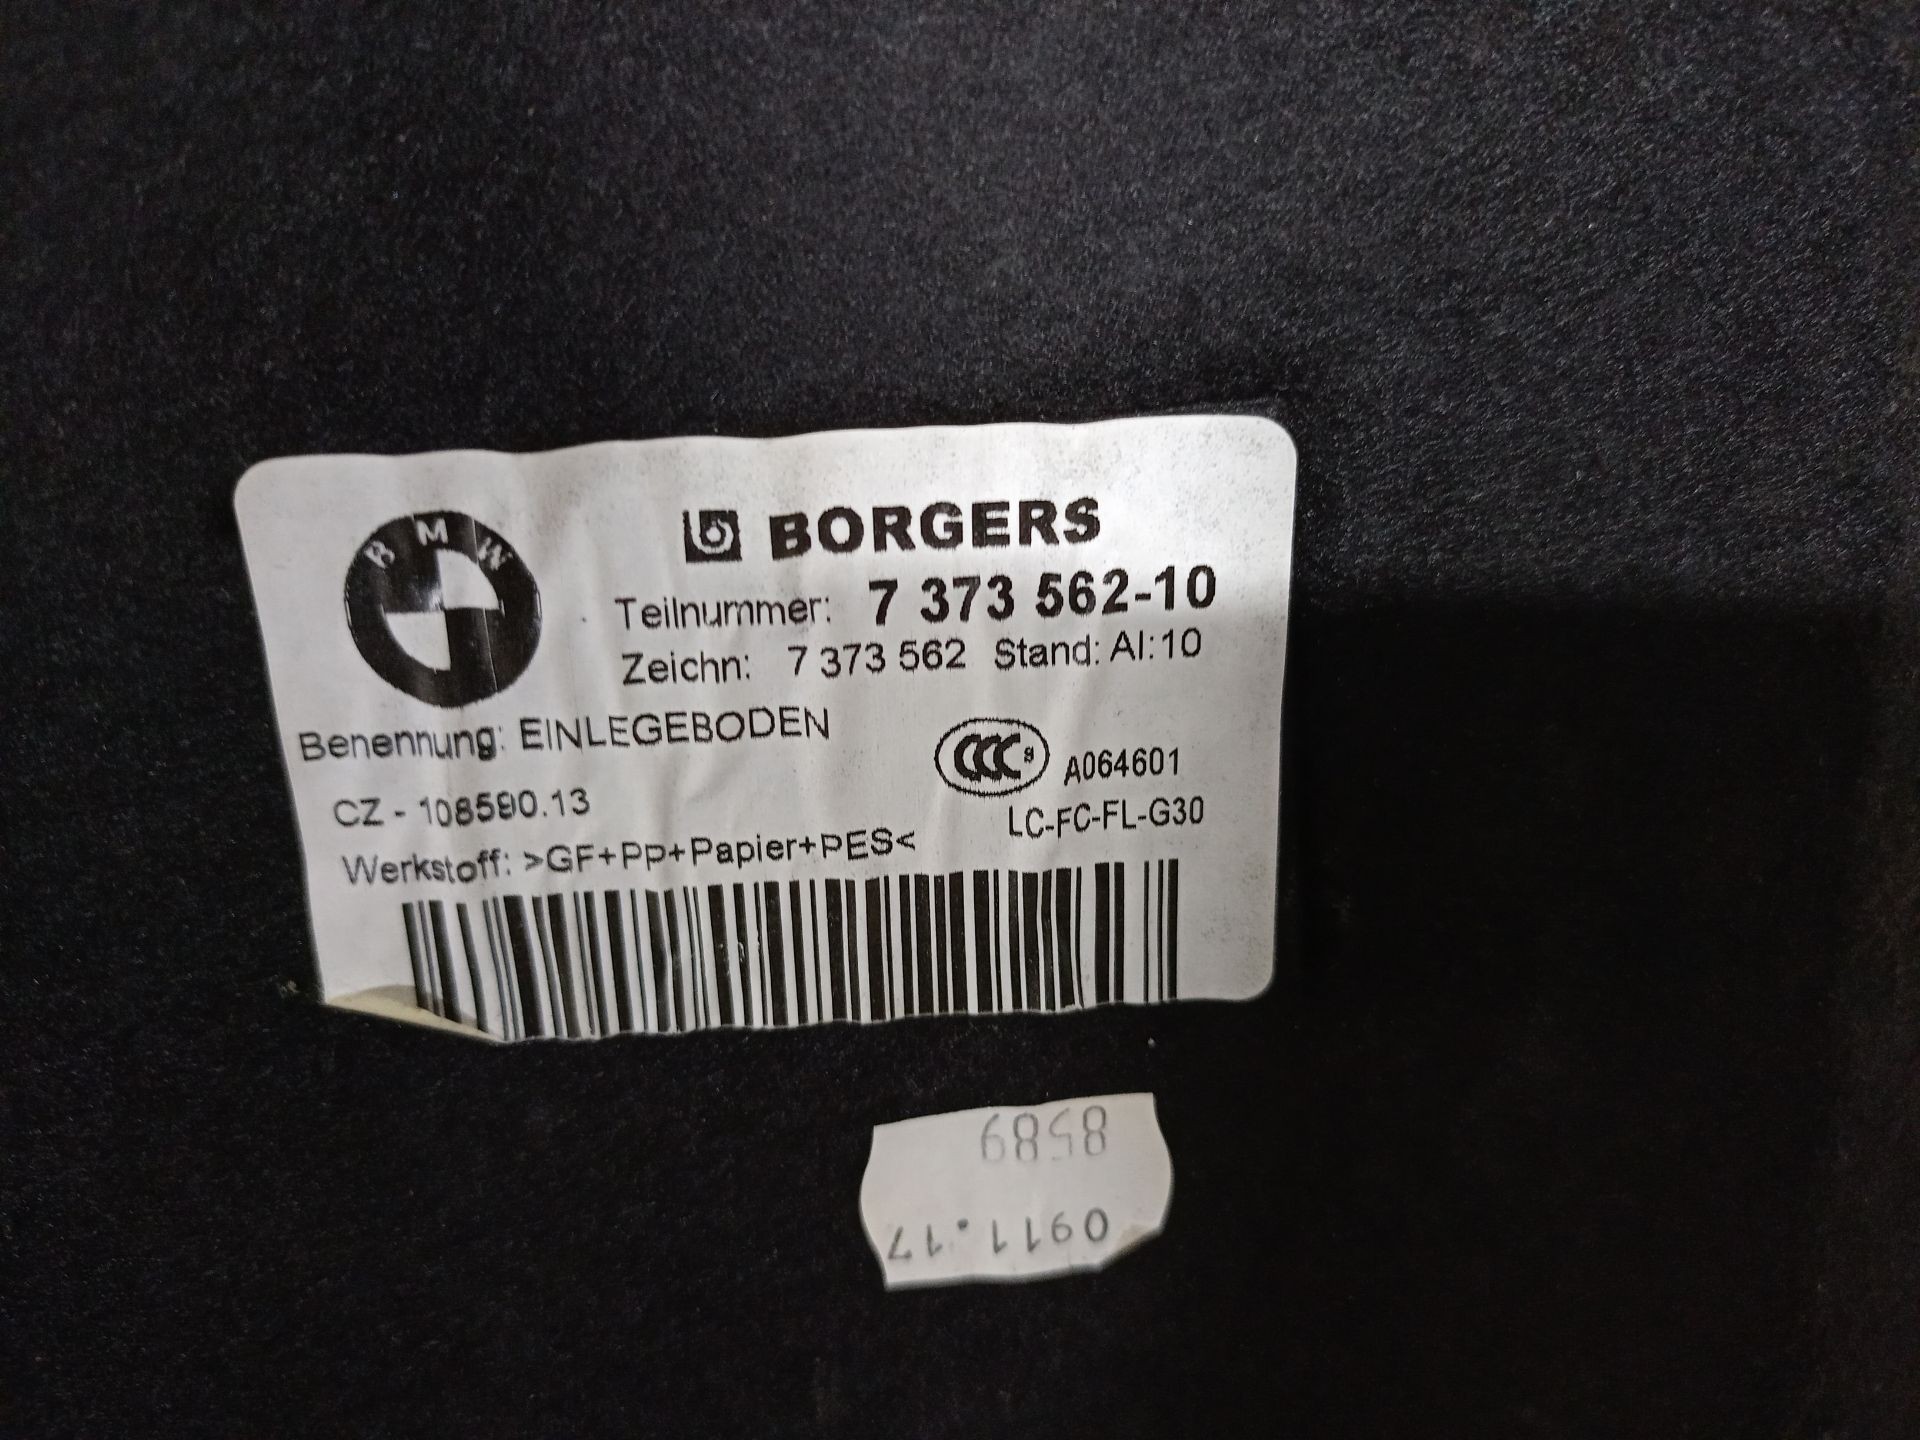 BMW
BORGERS
Teilnummer: 7 373 562-10
Zeichn: 7 373 562 Stand: AI:10
Benennung: EINLEGEBODEN
CCC S A064601
CZ - 108590.13
LC-FC-FL-G30
Werkstoff: >GF+PP+Papier+PES<
0911.17
8589